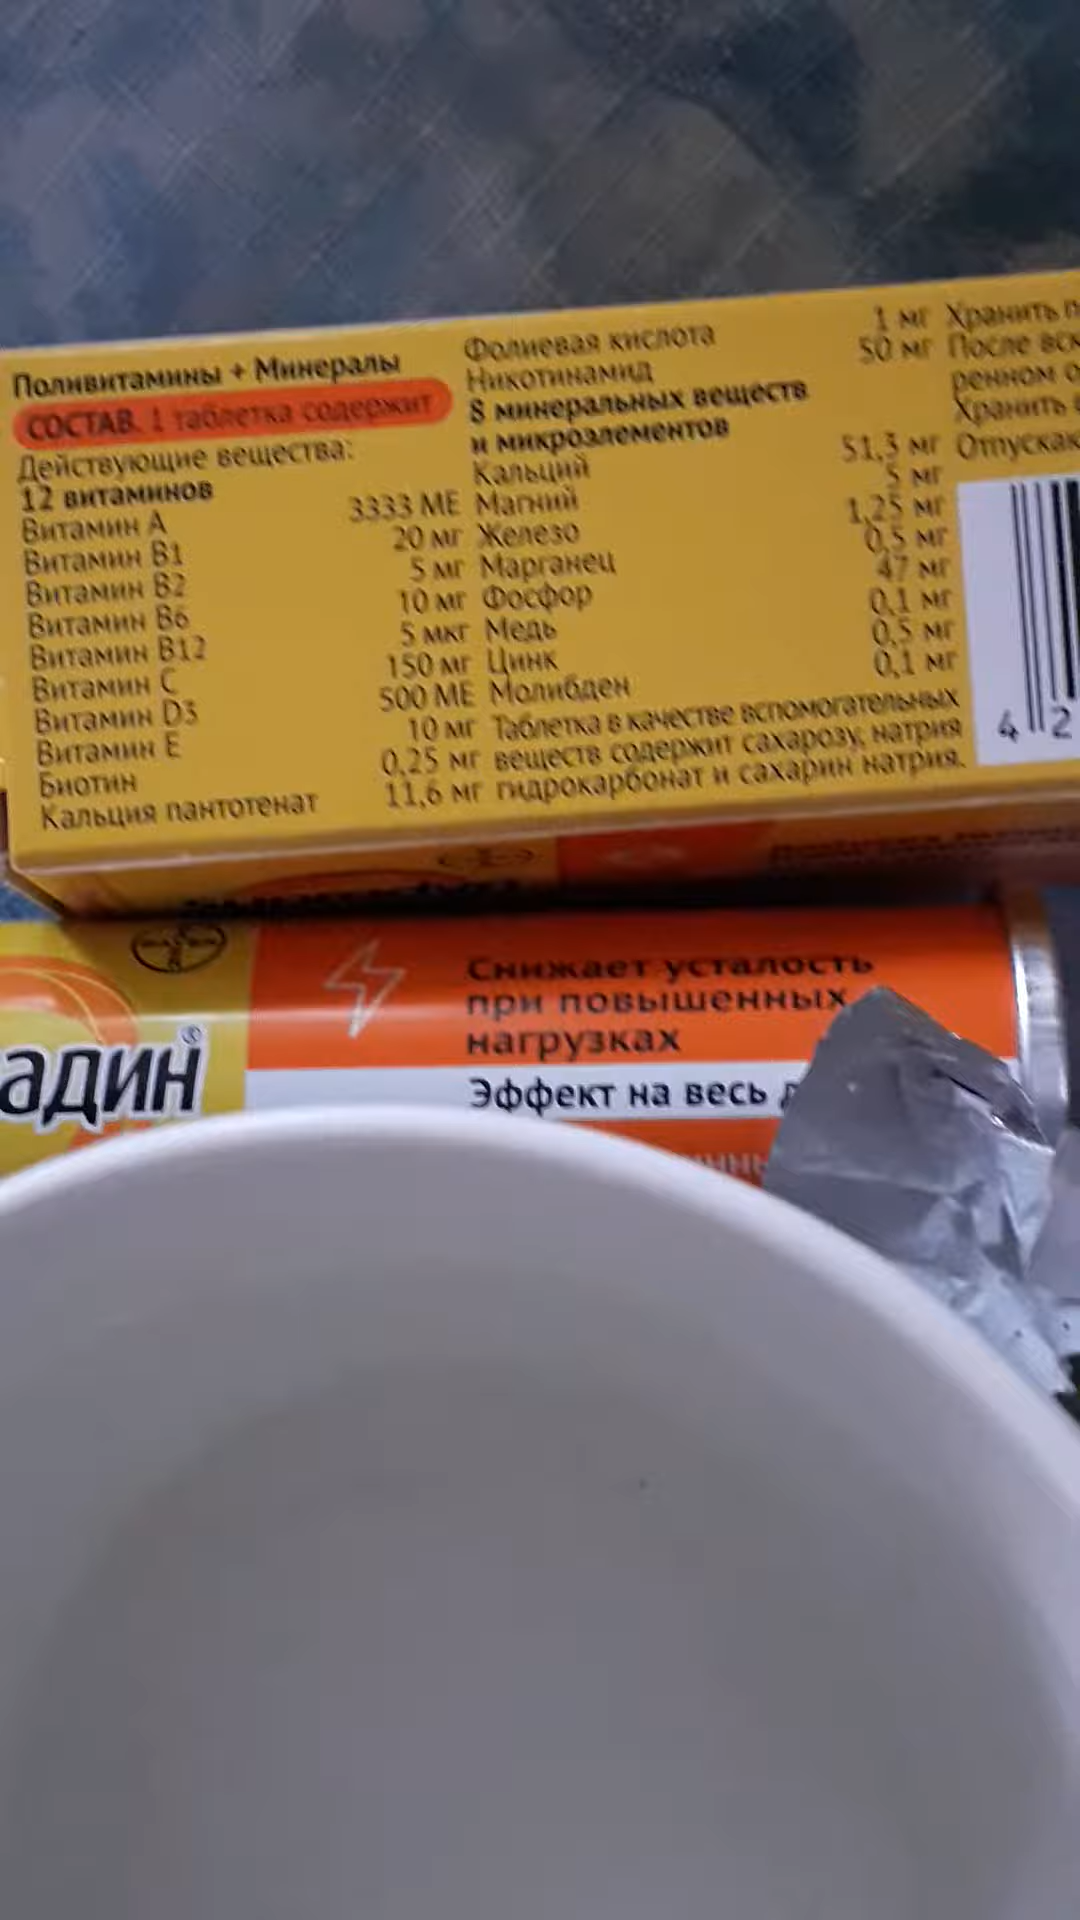 Поливитамины + Минералы
СОСТАВ. 1 таблетка содержит
Действующие вещества:
12 витаминов
Витамин А 3333 МЕ
Витамин В1 20 мг
Витамин В2 5 мг
Витамин В6 10 мг
Витамин В12 5 мкг
Витамин С 150 мг
Витамин D3 500 МЕ
Витамин Е 10 мг
Биотин 0,25 мг
Кальция пантотенат 11,6 мг
Фолиевая кислота 1 мг
Никотинамид 50 мг
8 минеральных веществ
и микроэлементов
Кальций 51,3 мг
Магний 5 мг
Железо 1,25 мг
Марганец 0,5 мг
Фосфор 47 мг
Медь 0,1 мг
Цинк 0,5 мг
Молибден 0,1 мг
Таблетка в качестве вспомогательных
веществ содержит сахарозу, натрия
гидрокарбонат и сахарин натрия.
Хранить
После
ренном
Хранить
Отпускак
4 2
адин®
Снижает усталость
при повышенных
нагрузках
Эффект на весь